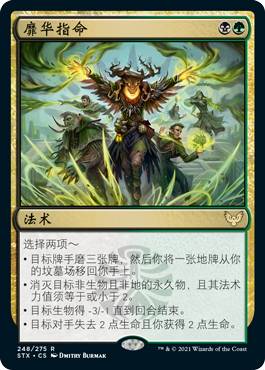 靡华指命
法术
选择两项～
• 目标牌手磨三张牌，然后你将一张地牌从你
的坟墓场移回你手上。
• 消灭目标非生物且非地的永久物，且其法术
力值须等于或小于 2。
• 目标生物得 -3/-1 直到回合结束。
• 目标对手失去 2 点生命且你获得 2 点生命。
248/275 R
STX • CS DMITRY BURMAK
™ & © 2021 Wizards of the Coast